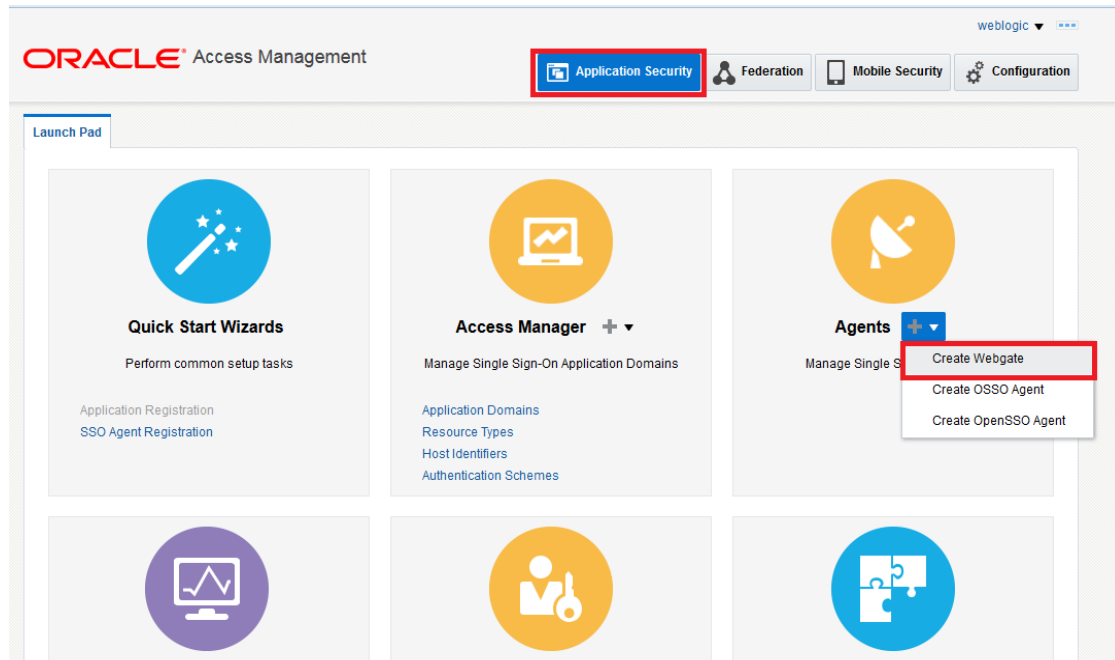 weblogic
ORACLE Access Management
Application Security
Federation
Mobile Security
Configuration
Launch Pad
Quick Start Wizards
Perform common setup tasks
Application Registration
SSO Agent Registration
Access Manager
Manage Single Sign-On Application Domains
Application Domains
Resource Types
Host Identifiers
Authentication Schemes
Agents
Manage Single S
Create Webgate
Create OSSO Agent
Create OpenSSO Agent